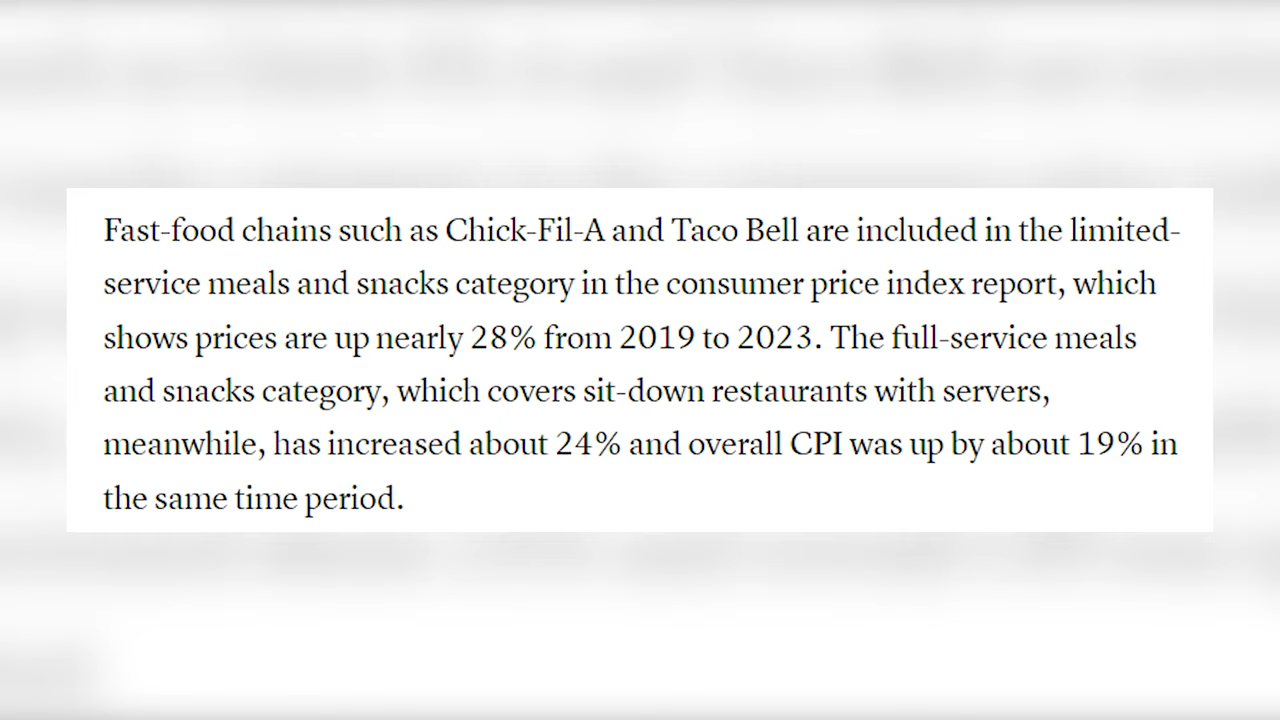 Fast-food chains such as Chick-Fil-A and Taco Bell are included in the limited-
service meals and snacks category in the consumer price index report, which
shows prices are up nearly 28% from 2019 to 2023. The full-service meals
and snacks category, which covers sit-down restaurants with servers,
meanwhile, has increased about 24% and overall CPI was up by about 19% in
the same time period.